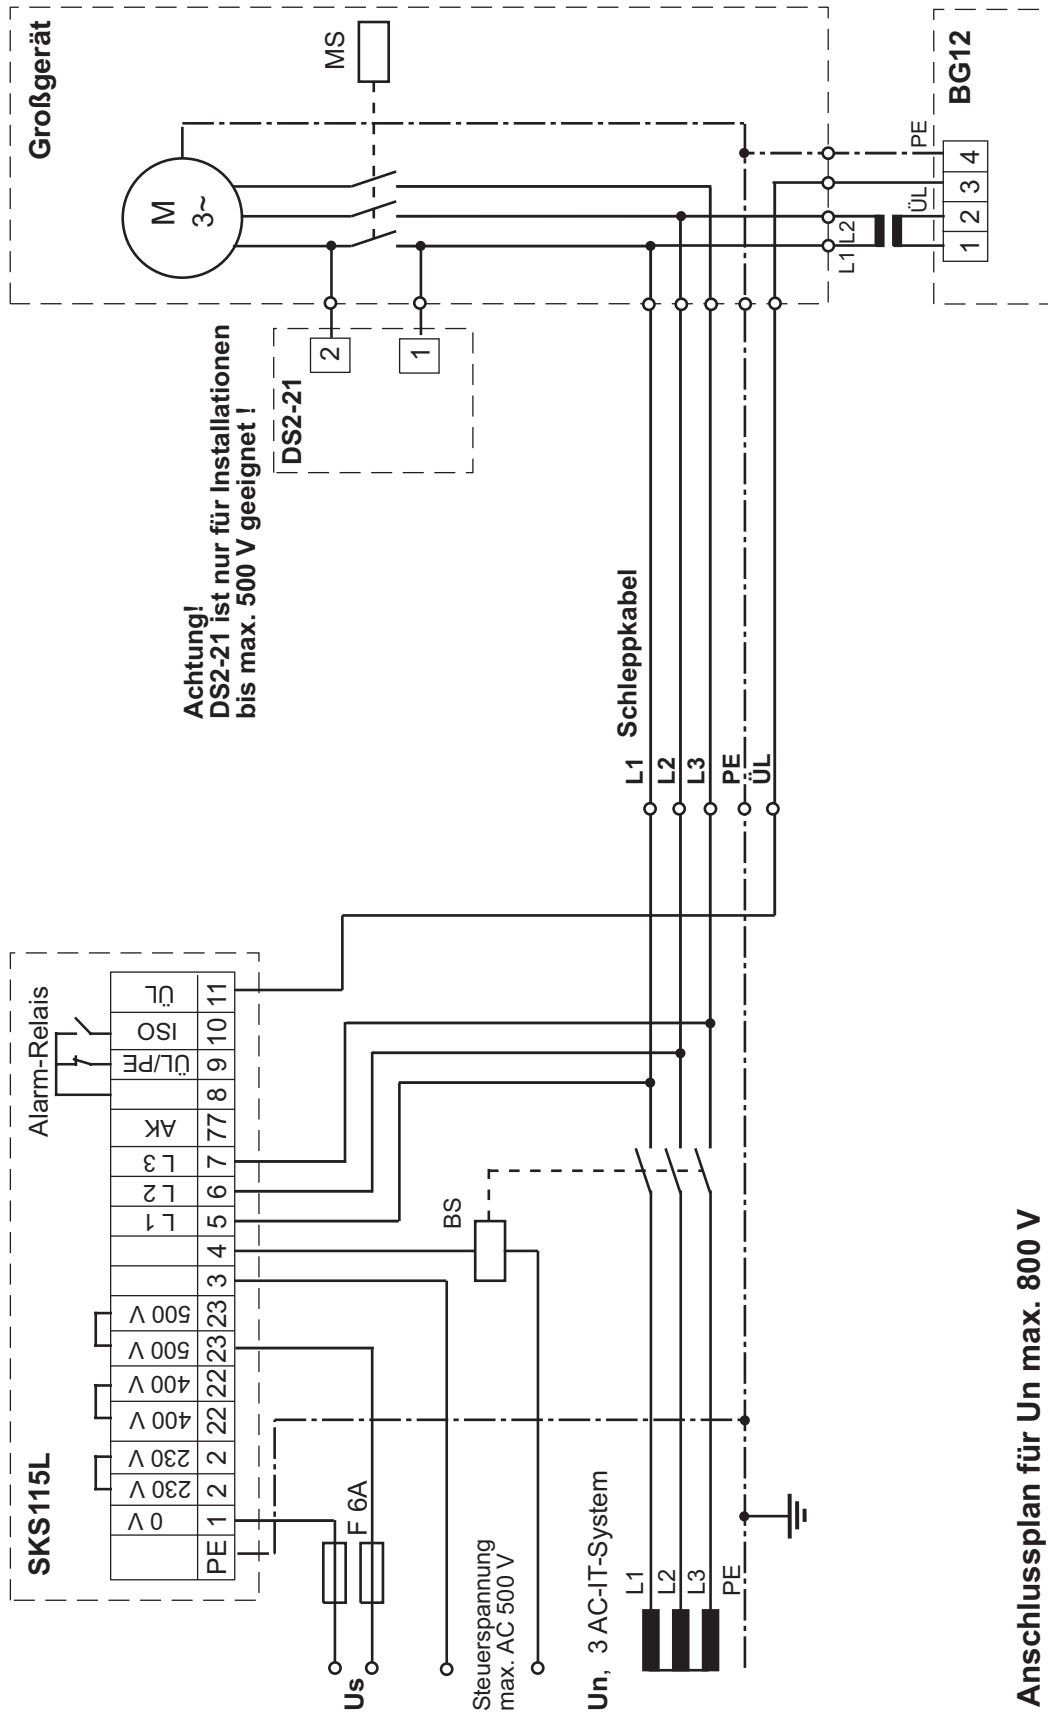 SKS115L
Alarm-Relais
PE
0 V 1
230 V 2
230 V 2
400 V 22
400 V 22
500 V 23
500 V 23
3
4
L 1 5
L 2 6
L 3 7
AK 77
8
ÜL/PE 9
ISO 10
ÜL 11
F 6A
Us
BS
Steuerspannung
max. AC 500 V
Un, 3 AC-IT-System
L1
L2
L3
PE
Achtung!
DS2-21 ist nur für Installationen
bis max. 500 V geeignet !
Schleppkabel
L1
L2
L3
PE
ÜL
DS2-21
2
1
Großgerät
M
3~
MS
L1
L2
ÜL
PE
BG12
1
2
3
4
Anschlussplan für Un max. 800 V